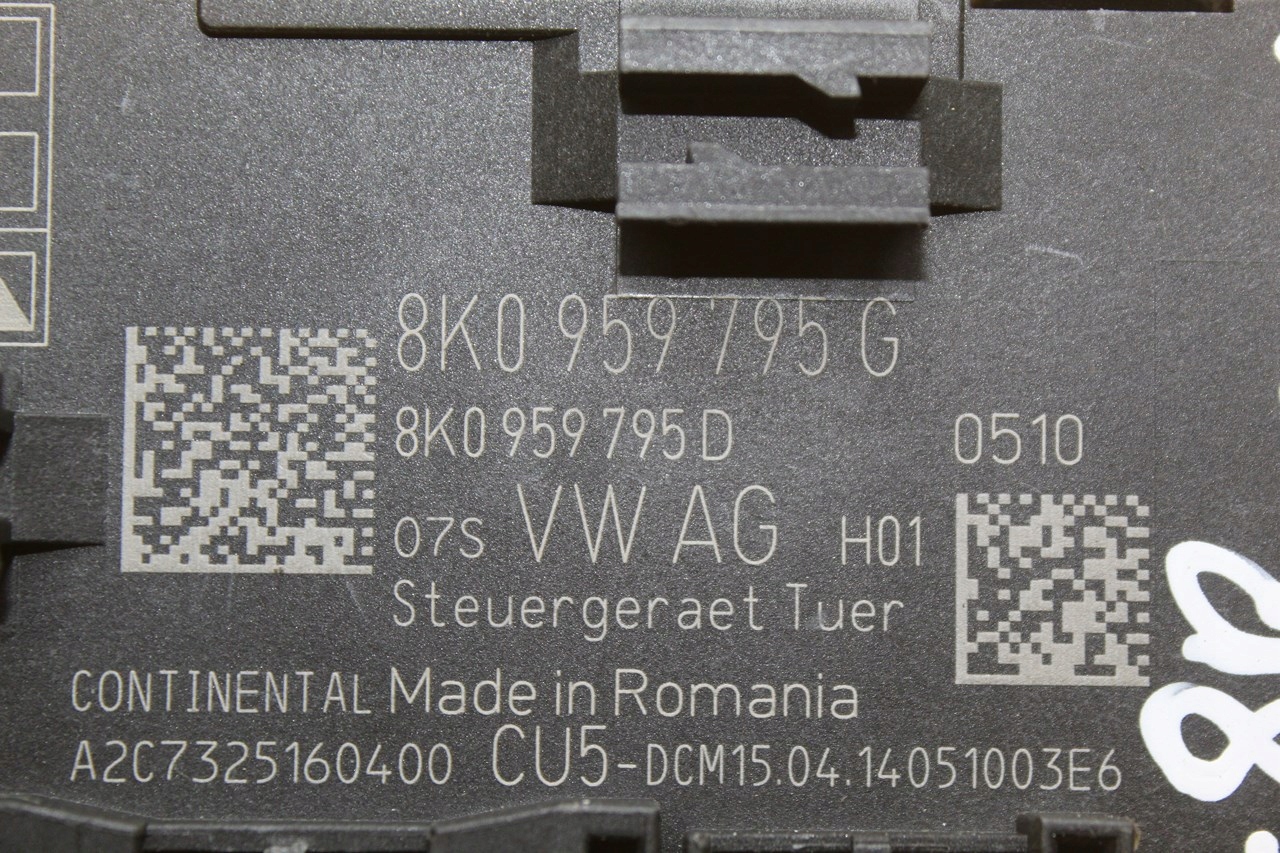 8K0 959 795 G
8K0 959 795 D
0510
07S VW AG H01
Steuergeraet Tuer
CONTINENTAL Made in Romania
A2C7325160400 CU5-DCM15.04.14051003E6